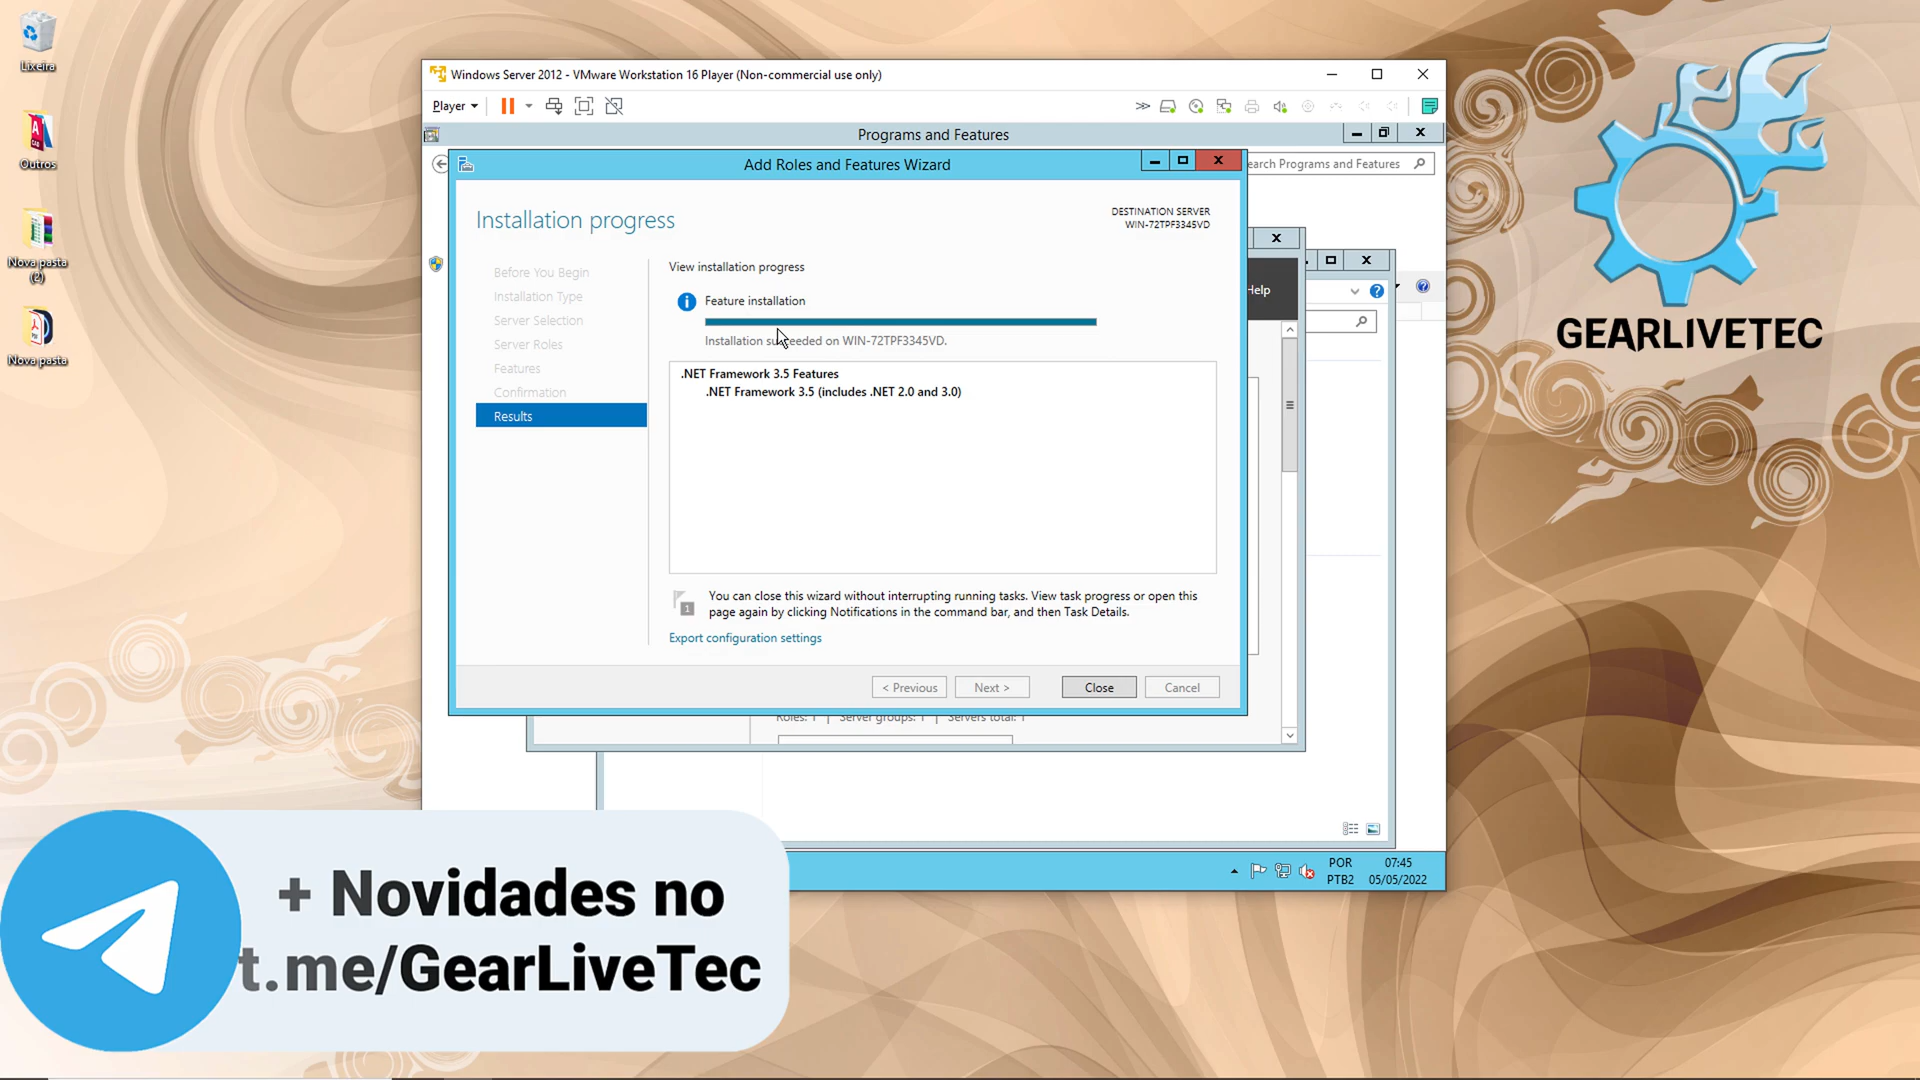 Lixeira
Outros
Nova pasta
(2)
Nova pasta
Windows Server 2012 - VMware Workstation 16 Player (Non-commercial use only)
Player
Programs and Features
earch Programs and Features
Add Roles and Features Wizard
Installation progress
DESTINATION SERVER
WIN-72TPF3345VD
Before You Begin
Installation Type
Server Selection
Server Roles
Features
Confirmation
Results
View installation progress
Feature installation
Installation succeeded on WIN-72TPF3345VD.
.NET Framework 3.5 Features
.NET Framework 3.5 (includes .NET 2.0 and 3.0)
1
You can close this wizard without interrupting running tasks. View task progress or open this
page again by clicking Notifications in the command bar, and then Task Details.
Export configuration settings
< Previous
Next >
Close
Cancel
Help
Roles: 1 | Server groups: 1 | Servers total: 1
POR
PTB2
07:45
05/05/2022
GEARLIVETEC
+ Novidades no
t.me/GearLiveTec